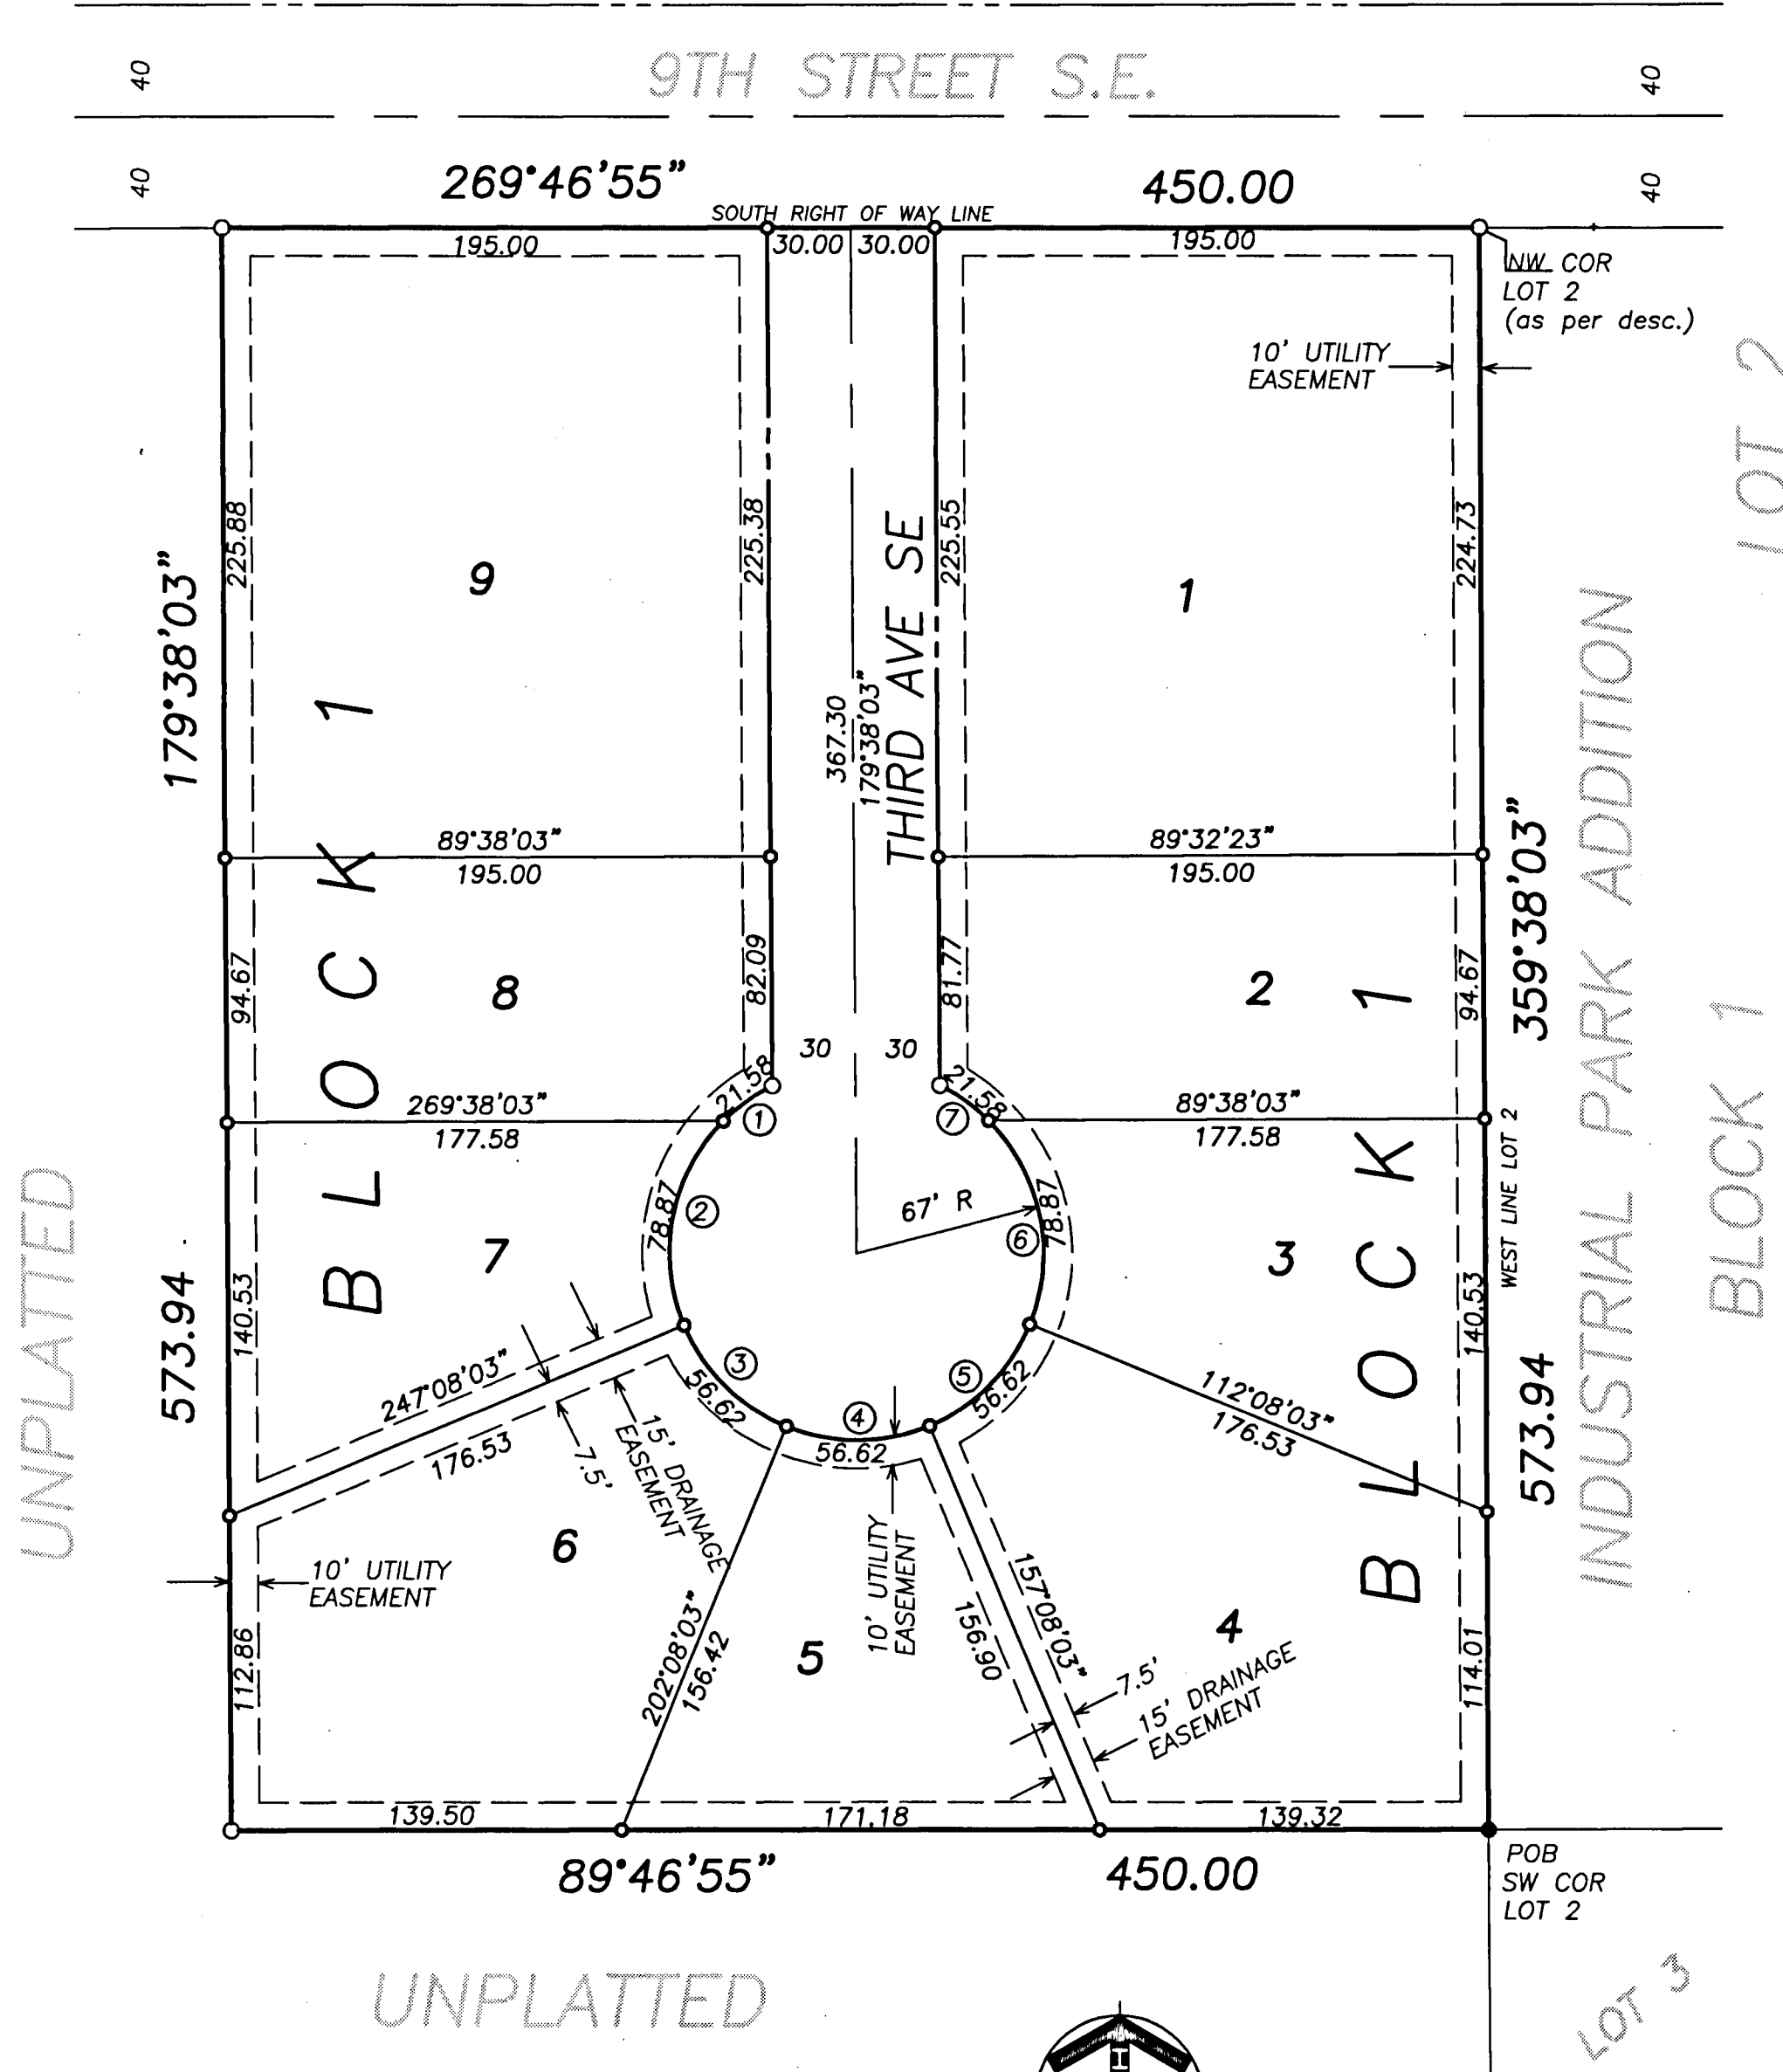 40
9TH STREET S.E.
40
40
269°46'55"
450.00
40
SOUTH RIGHT OF WAY LINE
195.00
30.00
30.00
195.00
NW COR
LOT 2
(as per desc.)
10' UTILITY
EASEMENT
LOT 2
225.88
225.38
225.55
224.73
9
1
179°38'03"
BLOCK 1
367.30
179°38'03"
THIRD AVE SE
89°38'03"
195.00
89°32'23"
195.00
359°38'03"
INDUSTRIAL PARK ADDITION
94.67
8
82.09
81.77
2
94.67
BLOCK 1
30
30
BLOCK 1
269°38'03"
177.58
21.58
1
21.58
7
89°38'03"
177.58
WEST LINE LOT 2
UNPLATTED
573.94
140.53
7
78.87
2
67' R
6
78.87
3
140.53
573.94
247°08'03"
176.53
3
56.62
4
56.62
5
56.62
112°08'03"
176.53
15' DRAINAGE
EASEMENT
7.5'
6
10' UTILITY
EASEMENT
10' UTILITY
EASEMENT
112.86
202°08'03"
156.42
5
156.90
157°08'03"
4
7.5'
15' DRAINAGE
EASEMENT
114.01
139.50
171.18
139.32
89°46'55"
450.00
POB
SW COR
LOT 2
UNPLATTED
LOT 3